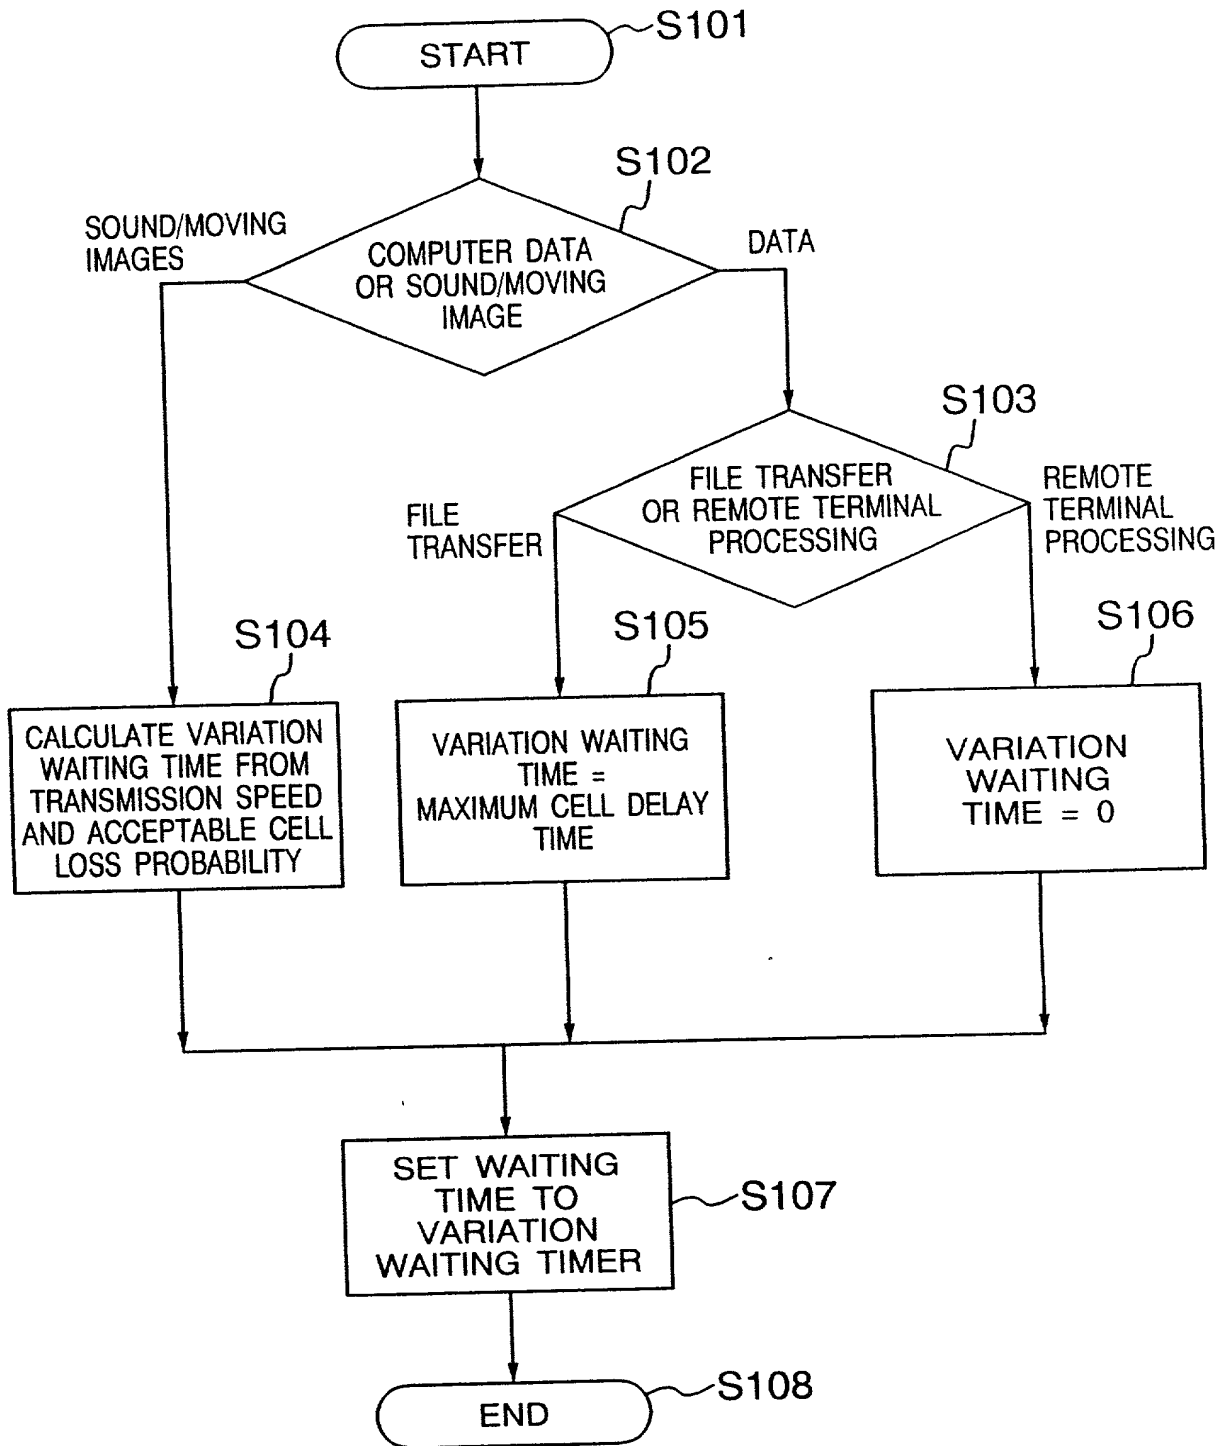 S101
START
S102
SOUND/MOVING
IMAGES
COMPUTER DATA
OR SOUND/MOVING
IMAGE
DATA
S103
FILE TRANSFER
OR REMOTE TERMINAL
PROCESSING
FILE
TRANSFER
REMOTE
TERMINAL
PROCESSING
S104
CALCULATE VARIATION
WAITING TIME FROM
TRANSMISSION SPEED
AND ACCEPTABLE CELL
LOSS PROBABILITY
S105
VARIATION WAITING
TIME =
MAXIMUM CELL DELAY
TIME
S106
VARIATION
WAITING
TIME = 0
SET WAITING
TIME TO
VARIATION
WAITING TIMER
S107
END
S108